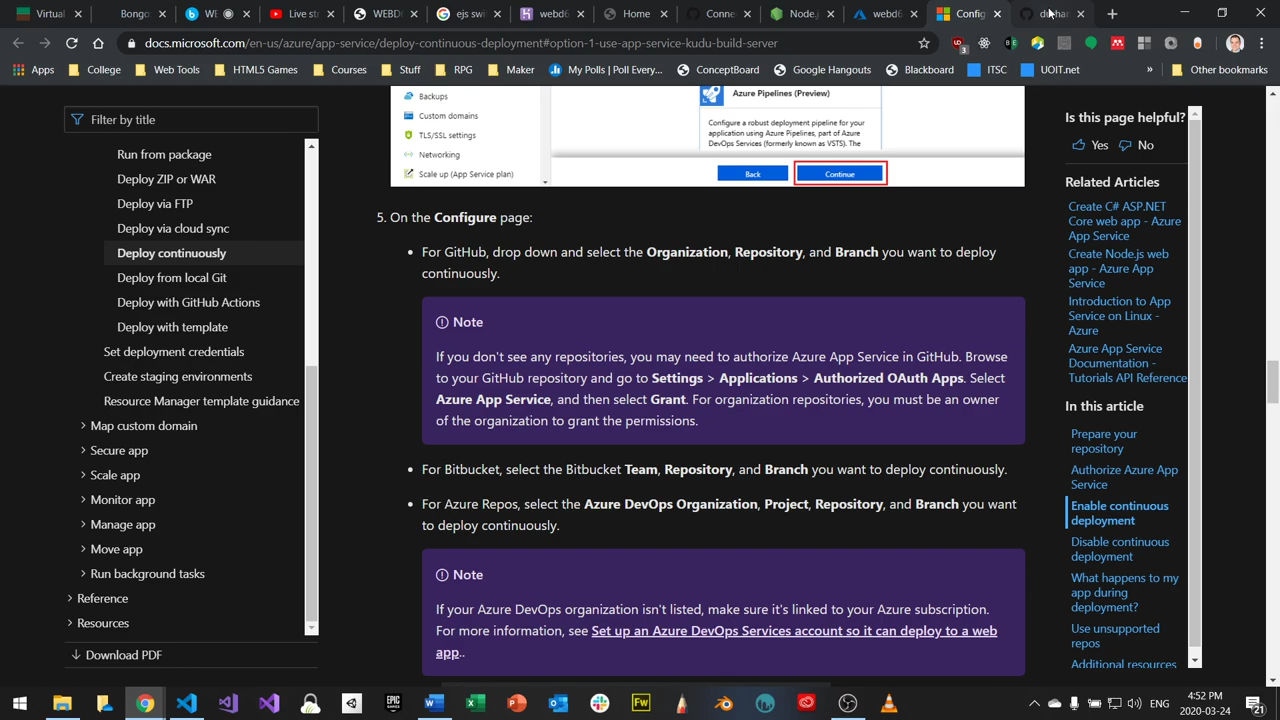 Virtual
Bongo
WE
Live st
WEBD
ejs swi
webd6
Home
Conne
Node.j
webd6
Config
duhar
docs.microsoft.com/en-us/azure/app-service/deploy-continuous-deployment#option-1-use-app-service-kudu-build-server
3
Apps
College
Web Tools
HTML5 Games
Courses
Stuff
RPG
Maker
My Polls | Poll Every...
ConceptBoard
Google Hangouts
Blackboard
ITSC
UOIT.net
»
Other bookmarks
Filter by title
Run from package
Deploy ZIP or WAR
Deploy via FTP
Deploy via cloud sync
Deploy continuously
Deploy from local Git
Deploy with GitHub Actions
Deploy with template
Set deployment credentials
Create staging environments
Resource Manager template guidance
Map custom domain
Secure app
Scale app
Monitor app
Manage app
Move app
Run background tasks
Reference
Resources
Download PDF
Backups
Custom domains
TLS/SSL settings
Networking
Scale up (App Service plan)
Azure Pipelines (Preview)
Configure a robust deployment pipeline for your
application using Azure Pipelines, part of Azure
DevOps Services (formerly known as VSTS). The
Back
Continue
5. On the Configure page:
• For GitHub, drop down and select the Organization, Repository, and Branch you want to deploy
continuously.
Note
If you don't see any repositories, you may need to authorize Azure App Service in GitHub. Browse
to your GitHub repository and go to Settings > Applications > Authorized OAuth Apps. Select
Azure App Service, and then select Grant. For organization repositories, you must be an owner
of the organization to grant the permissions.
• For Bitbucket, select the Bitbucket Team, Repository, and Branch you want to deploy continuously.
• For Azure Repos, select the Azure DevOps Organization, Project, Repository, and Branch you want
to deploy continuously.
Note
If your Azure DevOps organization isn't listed, make sure it's linked to your Azure subscription.
For more information, see Set up an Azure DevOps Services account so it can deploy to a web
app..
Is this page helpful?
Yes
No
Related Articles
Create C# ASP.NET
Core web app - Azure
App Service
Create Node.js web
app - Azure App
Service
Introduction to App
Service on Linux -
Azure
Azure App Service
Documentation -
Tutorials API Reference
In this article
Prepare your
repository
Authorize Azure App
Service
Enable continuous
deployment
Disable continuous
deployment
What happens to my
app during
deployment?
Use unsupported
repos
Additional resources
Fw
ENG
4:52 PM
2020-03-24
21